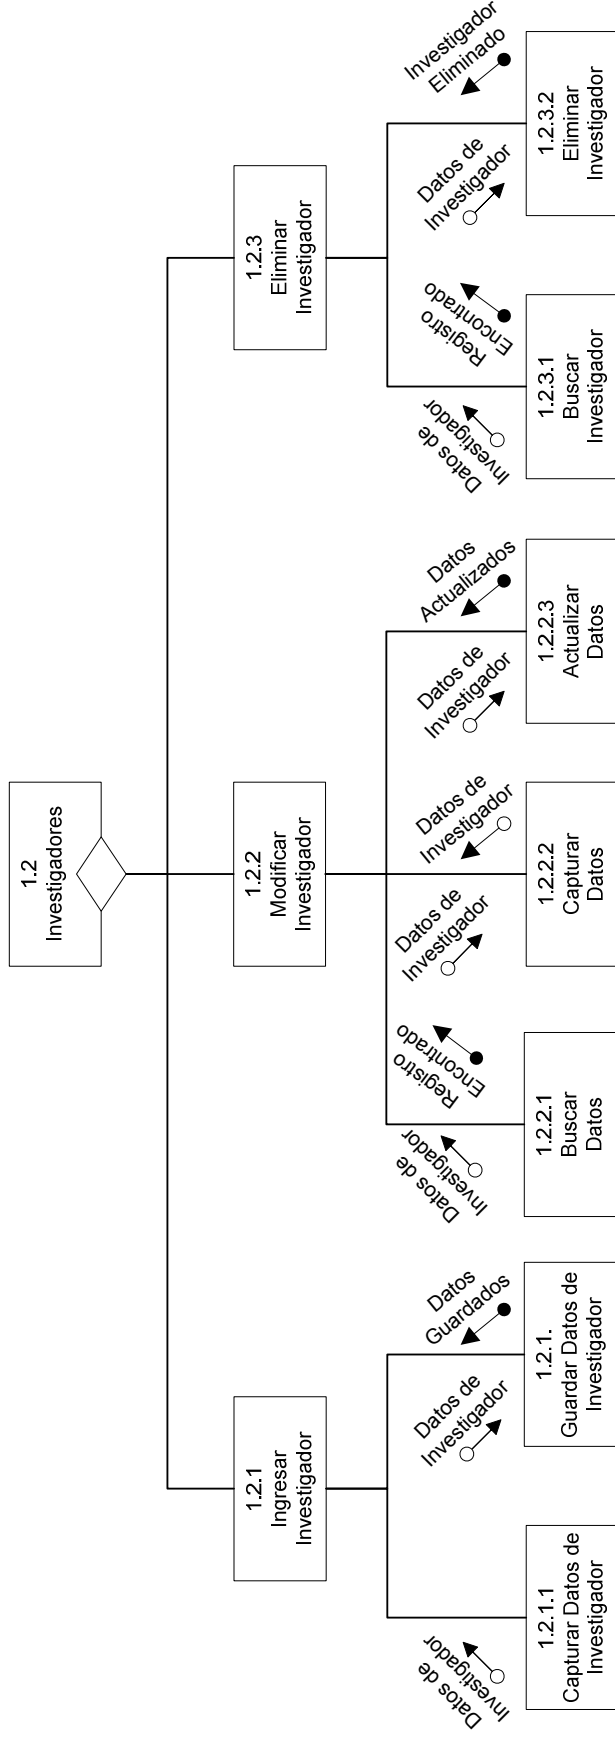 1.2
Investigadores
1.2.1
Ingresar
Investigador
1.2.2
Modificar
Investigador
1.2.3
Eliminar
Investigador
Datos de
Investigador
Datos de
Investigador
Datos
Guardados
Datos de
Investigador
Registro
Encontrado
Datos de
Investigador
Datos de
Investigador
Datos de
Investigador
Datos
Actualizados
Datos de
Investigador
Registro
Encontrado
Datos de
Investigador
Investigador
Eliminado
1.2.1.1
Capturar Datos de
Investigador
1.2.1.
Guardar Datos de
Investigador
1.2.2.1
Buscar
Datos
1.2.2.2
Capturar
Datos
1.2.2.3
Actualizar
Datos
1.2.3.1
Buscar
Investigador
1.2.3.2
Eliminar
Investigador